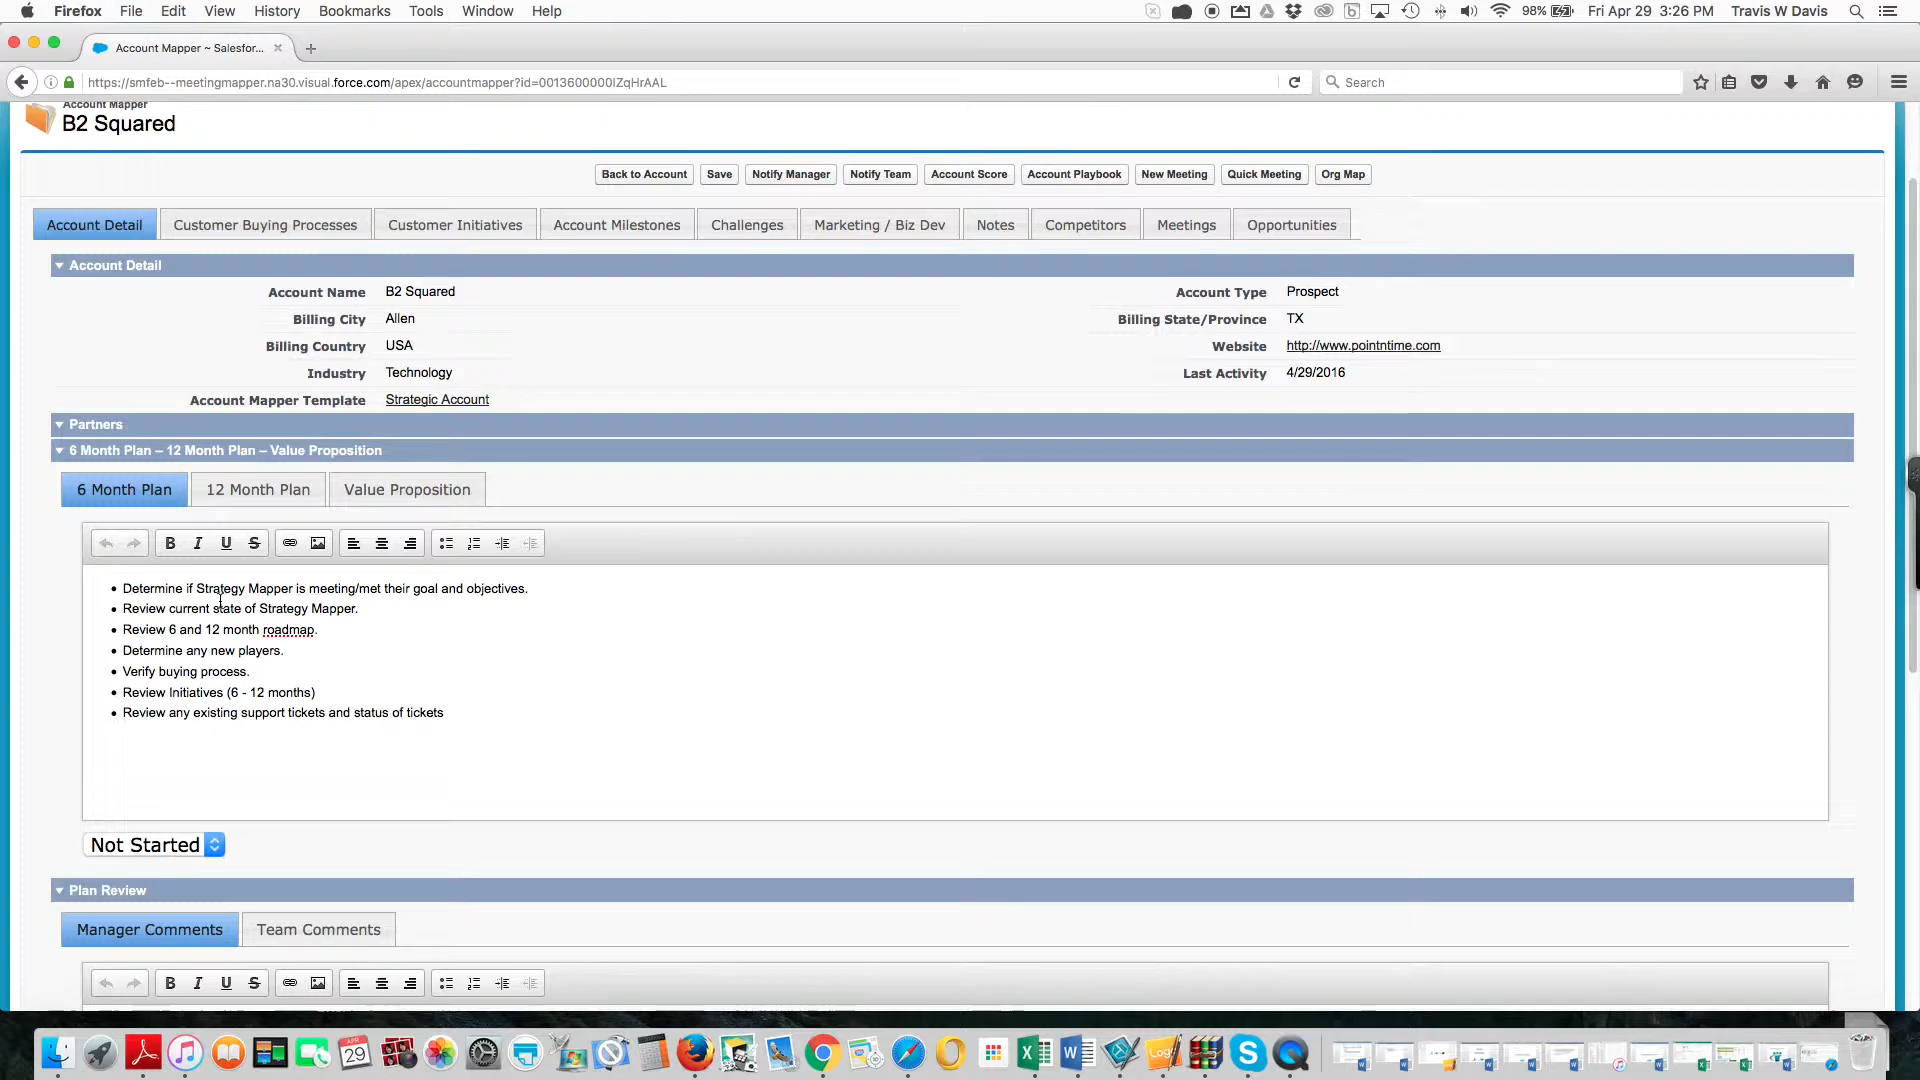 Firefox File Edit View History Bookmarks Tools Window Help 98% Fri Apr 29 3:26 PM Travis W Davis
Account Mapper ~ Salesfor...
https://smfeb--meetingmapper.na30.visual.force.com/apex/accountmapper?id=0013600000IZqHrAAL Search
Account Mapper
B2 Squared
Back to Account Save Notify Manager Notify Team Account Score Account Playbook New Meeting Quick Meeting Org Map
Account Detail Customer Buying Processes Customer Initiatives Account Milestones Challenges Marketing / Biz Dev Notes Competitors Meetings Opportunities
Account Detail
Account Name B2 Squared Account Type Prospect
Billing City Allen Billing State/Province TX
Billing Country USA Website http://www.pointntime.com
Industry Technology Last Activity 4/29/2016
Account Mapper Template Strategic Account
Partners
6 Month Plan – 12 Month Plan – Value Proposition
6 Month Plan 12 Month Plan Value Proposition
B I U S
• Determine if Strategy Mapper is meeting/met their goal and objectives.
• Review current state of Strategy Mapper.
• Review 6 and 12 month roadmap.
• Determine any new players.
• Verify buying process.
• Review Initiatives (6 - 12 months)
• Review any existing support tickets and status of tickets
Not Started
Plan Review
Manager Comments Team Comments
B I U S
APR
29